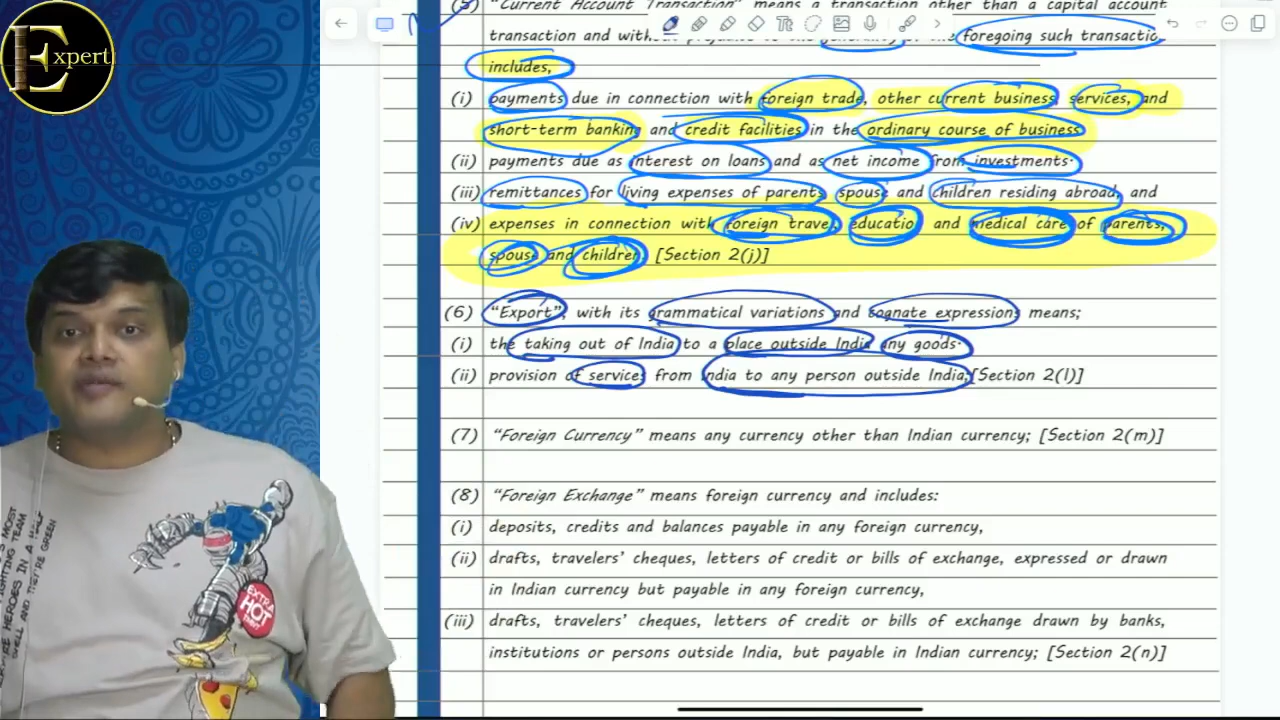 Expert
(5) "Current Account Transaction" means a transaction other than a capital account
transaction and without prejudice to the generality of the foregoing such transaction
includes,
(i) payments due in connection with foreign trade, other current business, services, and
short-term banking and credit facilities in the ordinary course of business
(ii) payments due as interest on loans and as net income from investments.
(iii) remittances for living expenses of parents, spouse and children residing abroad, and
(iv) expenses in connection with foreign travel, education and medical care of parents,
spouse and children [Section 2(j)]
(6) "Export", with its grammatical variations and cognate expressions means;
(i) the taking out of India to a place outside India any goods.
(ii) provision of services from India to any person outside India; [Section 2(l)]
(7) "Foreign Currency" means any currency other than Indian currency; [Section 2(m)]
(8) "Foreign Exchange" means foreign currency and includes:
(i) deposits, credits and balances payable in any foreign currency,
(ii) drafts, travelers' cheques, letters of credit or bills of exchange, expressed or drawn
in Indian currency but payable in any foreign currency,
(iii) drafts, travelers' cheques, letters of credit or bills of exchange drawn by banks,
institutions or persons outside India, but payable in Indian currency; [Section 2(n)]
EXTRA
HOT